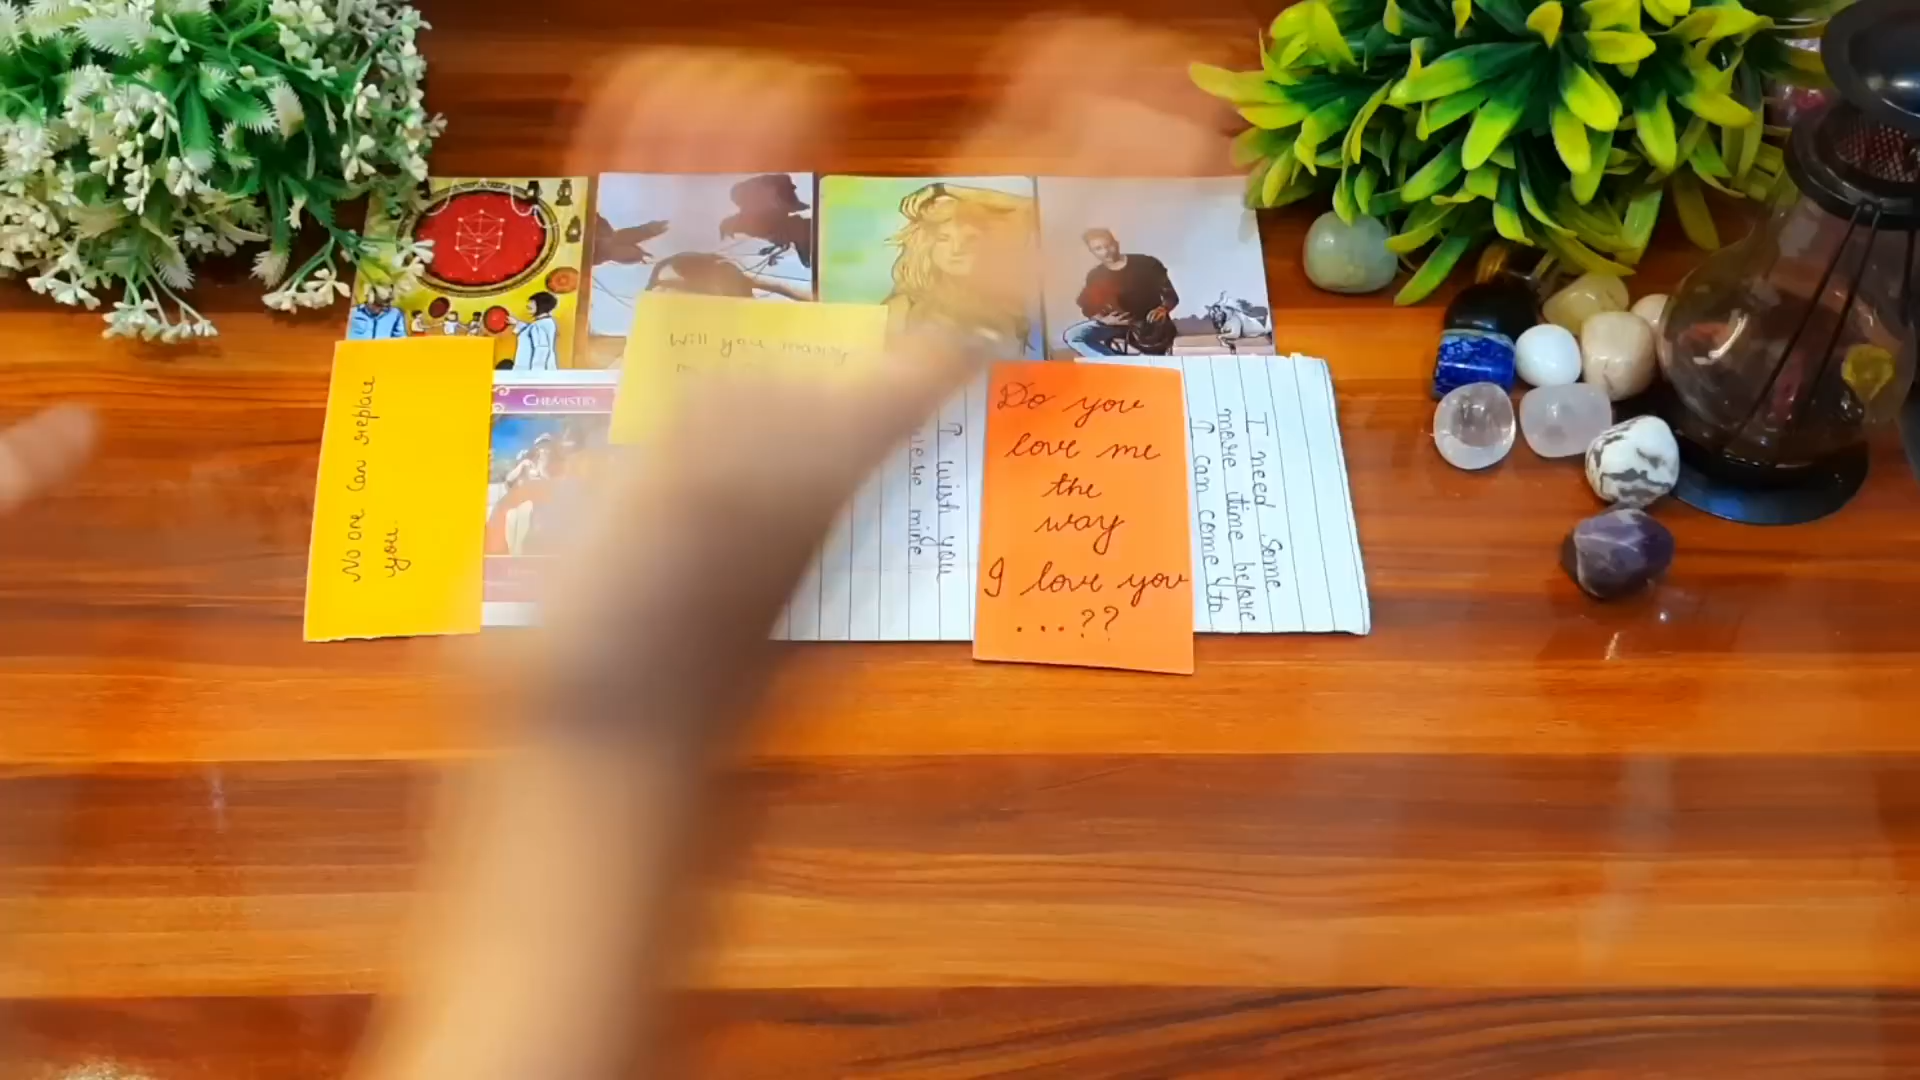 No one Can replace
you.
CHEMISTRY
Will you marry
I wish you
mine
Do you
love me
the
way
I love you
...??
I need some
more time before
I can come to